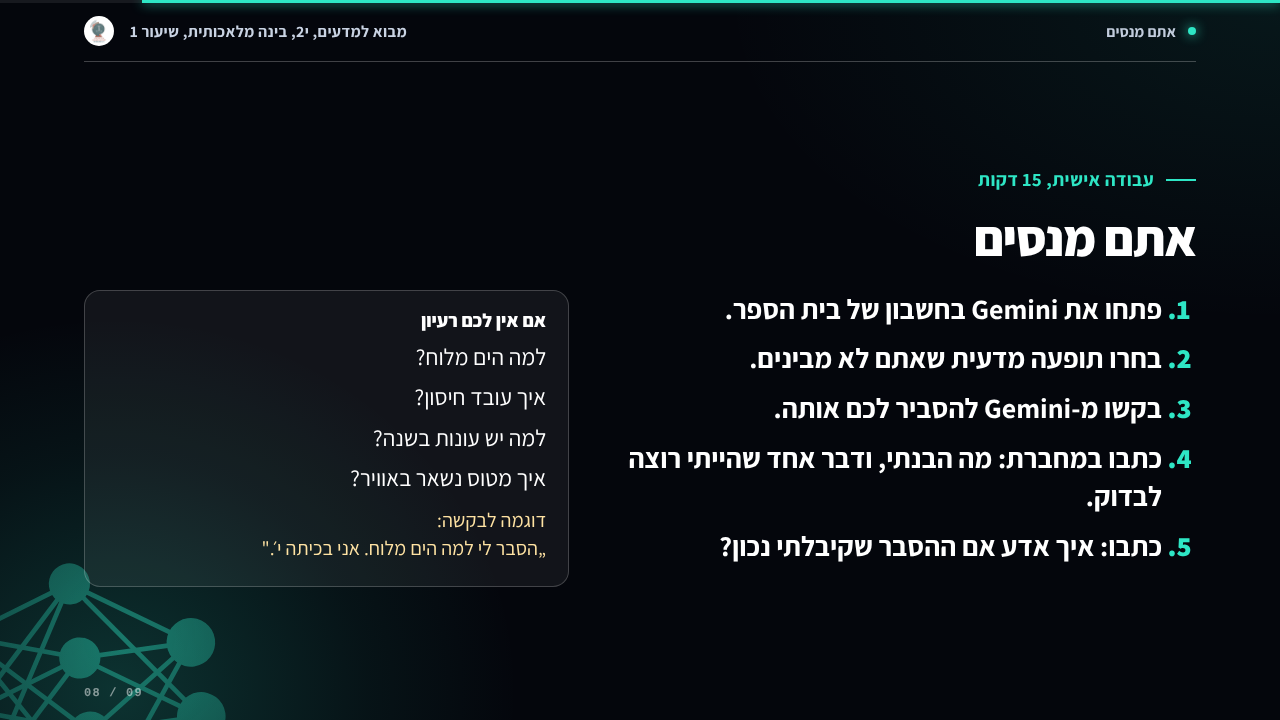 אתם מנסים
מבוא למדעים, י2, בינה מלאכותית, שיעור 1
עבודה אישית, 15 דקות
אתם מנסים
1. פתחו את Gemini בחשבון של בית הספר.
2. בחרו תופעה מדעית שאתם לא מבינים.
3. בקשו מ-Gemini להסביר לכם אותה.
4. כתבו במחברת: מה הבנתי, ודבר אחד שהייתי רוצה
לבדוק.
5. כתבו: איך אדע אם ההסבר שקיבלתי נכון?
אם אין לכם רעיון
למה הים מלוח?
איך עובד חיסון?
למה יש עונות בשנה?
איך מטוס נשאר באוויר?
דוגמה לבקשה:
„הסבר לי למה הים מלוח. אני בכיתה י׳."
08 / 09